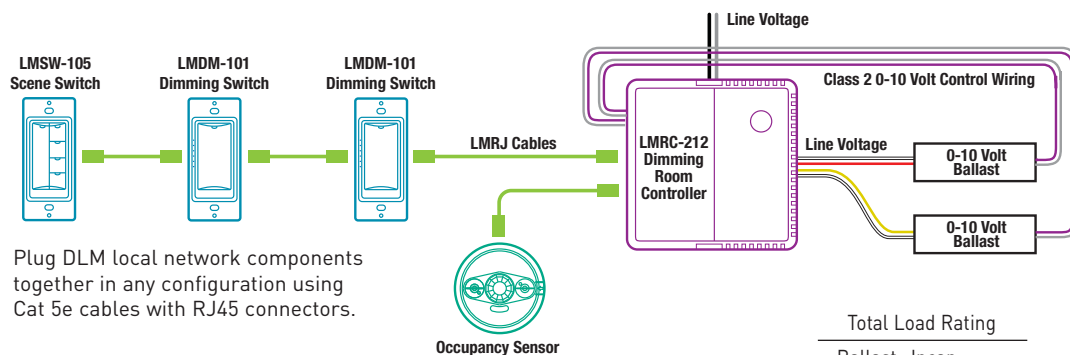 Line Voltage
LMSW-105
Scene Switch
LMDM-101
Dimming Switch
LMDM-101
Dimming Switch
Class 2 0-10 Volt Control Wiring
LMRJ Cables
LMRC-212
Dimming
Room
Controller
Line Voltage
0-10 Volt
Ballast
0-10 Volt
Ballast
Plug DLM local network components
together in any configuration using
Cat 5e cables with RJ45 connectors.
Occupancy Sensor
Total Load Rating